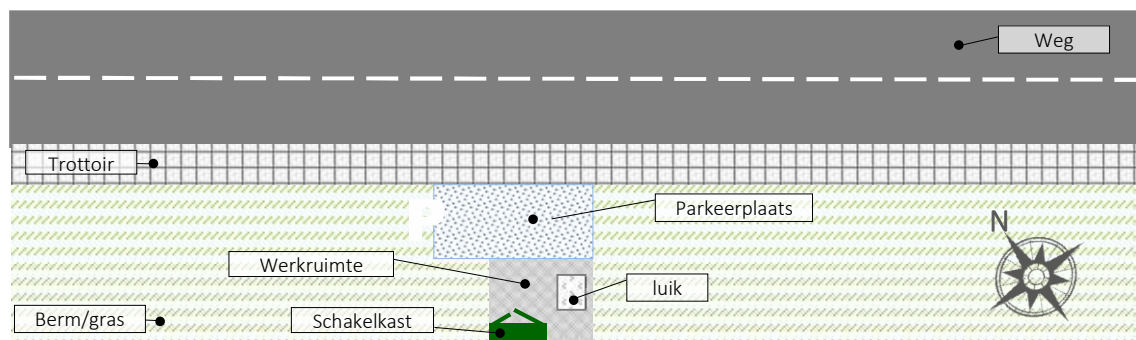 Weg
Trottoir
Parkeerplaats
N
Werkruimte
luik
Berm/gras
Schakelkast